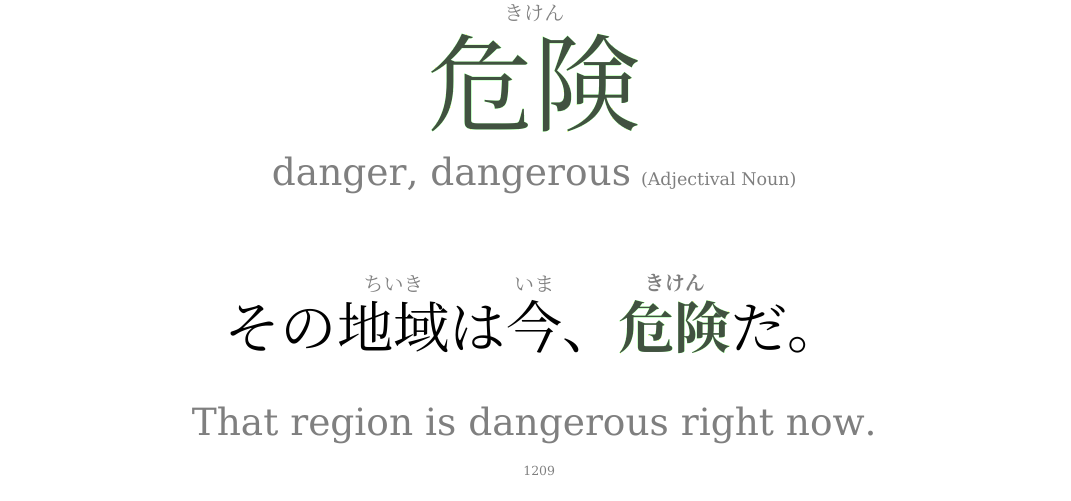 きけん
危険
danger, dangerous (Adjectival Noun)
ちいき いま きけん
その地域は今、危険だ。
That region is dangerous right now.
1209